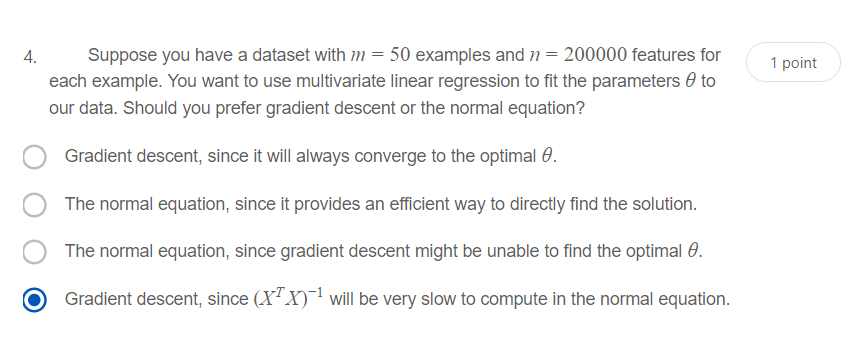 4. Suppose you have a dataset with m = 50 examples and n = 200000 features for
1 point
each example. You want to use multivariate linear regression to fit the parameters θ to
our data. Should you prefer gradient descent or the normal equation?
Gradient descent, since it will always converge to the optimal θ.
The normal equation, since it provides an efficient way to directly find the solution.
The normal equation, since gradient descent might be unable to find the optimal θ.
Gradient descent, since (XᵀX)⁻¹ will be very slow to compute in the normal equation.